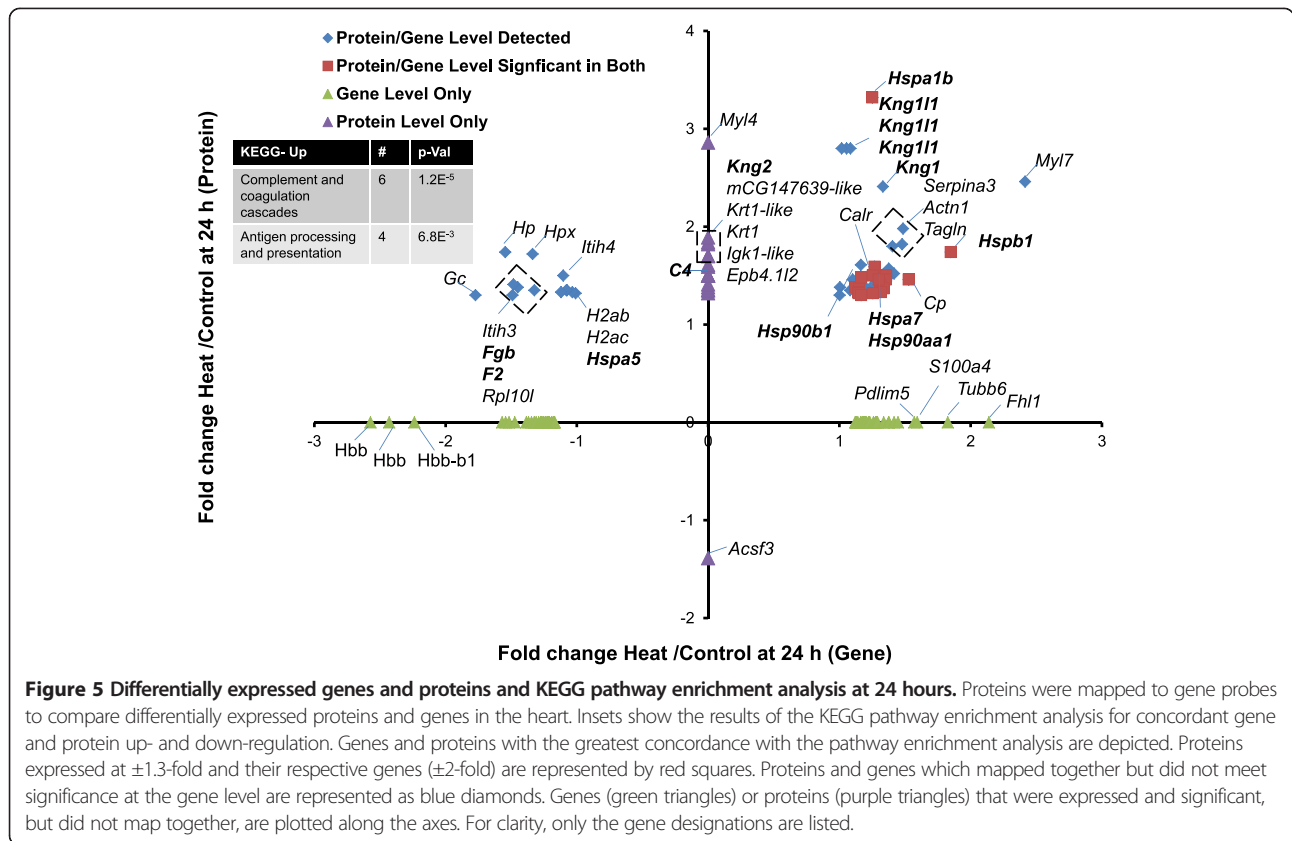 Protein/Gene Level Detected
Protein/Gene Level Signficant in Both
Gene Level Only
Protein Level Only
KEGG- Up # p-Val
Complement and coagulation cascades 6 1.2E-5
Antigen processing and presentation 4 6.8E-3
Fold change Heat /Control at 24 h (Protein)
4
3
2
1
0
-1
-2
-3
-2
-1
1
2
3
Hspa1b
Kng1l1
Kng1l1
Kng1l1
Kng1
Myl7
Serpina3
Actn1
Tagln
Calr
Hspb1
Cp
Hspa7
Hsp90aa1
Hsp90b1
Myl4
Kng2
mCG147639-like
Krt1-like
Krt1
Igk1-like
Epb4.1l2
C4
Hp
Hpx
Itih4
Gc
Itih3
Fgb
F2
Rpl10l
H2ab
H2ac
Hspa5
S100a4
Pdlim5
Tubb6
Fhl1
Hbb
Hbb
Hbb-b1
Acsf3
Fold change Heat /Control at 24 h (Gene)
Figure 5 Differentially expressed genes and proteins and KEGG pathway enrichment analysis at 24 hours. Proteins were mapped to gene probes
to compare differentially expressed proteins and genes in the heart. Insets show the results of the KEGG pathway enrichment analysis for concordant gene
and protein up- and down-regulation. Genes and proteins with the greatest concordance with the pathway enrichment analysis are depicted. Proteins
expressed at ±1.3-fold and their respective genes (±2-fold) are represented by red squares. Proteins and genes which mapped together but did not meet
significance at the gene level are represented as blue diamonds. Genes (green triangles) or proteins (purple triangles) that were expressed and significant,
but did not map together, are plotted along the axes. For clarity, only the gene designations are listed.